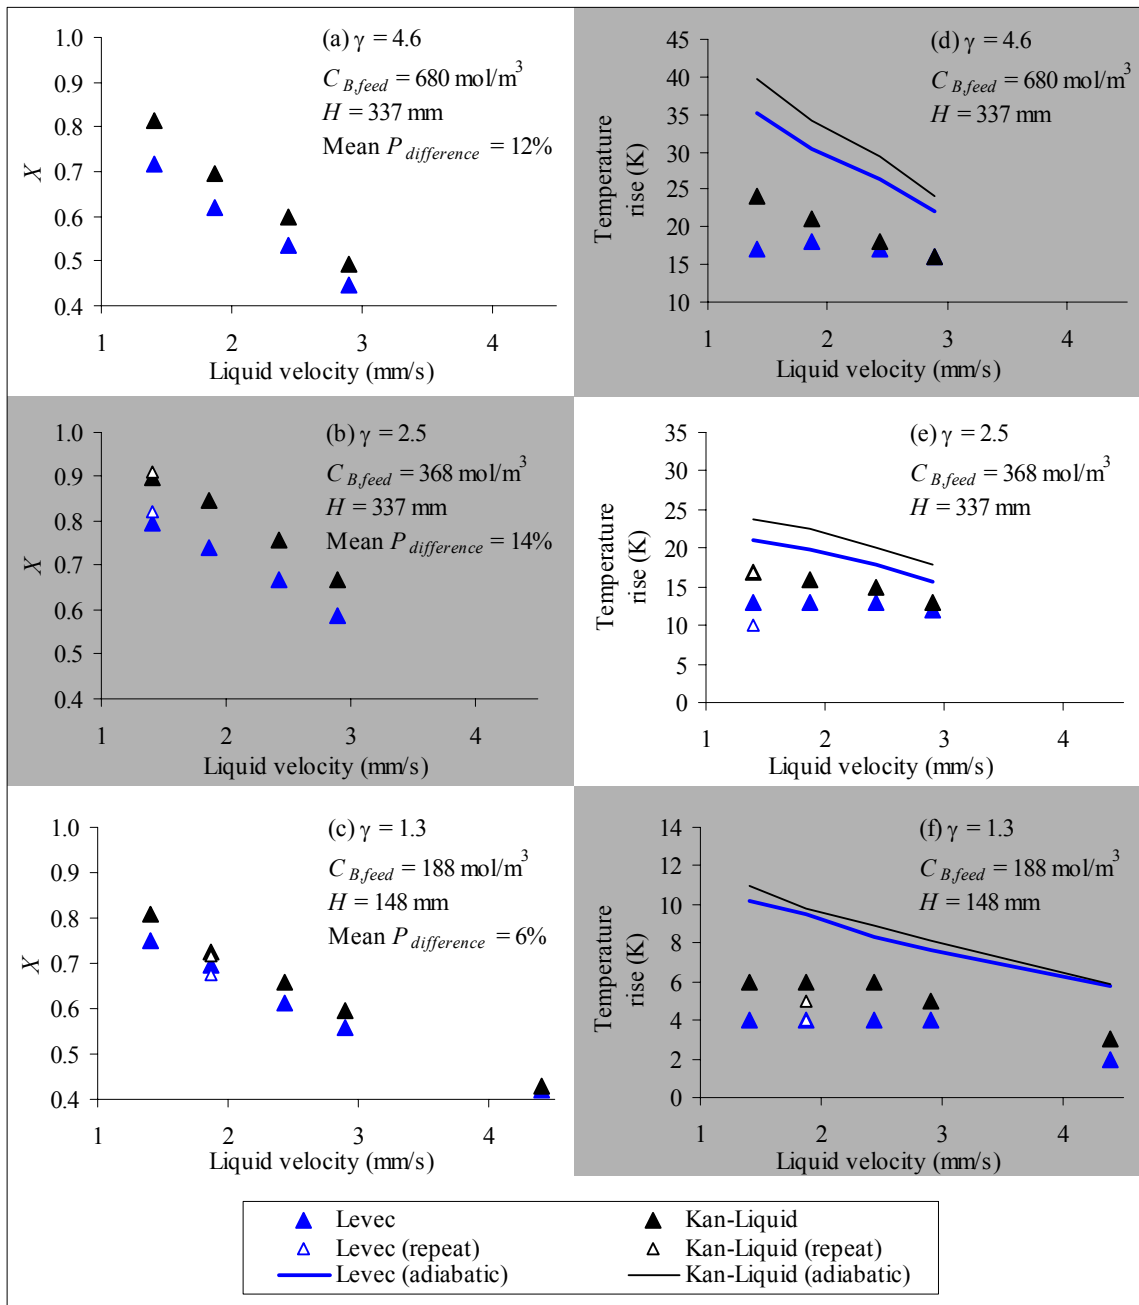 (a) γ = 4.6
C B,feed = 680 mol/m³
H = 337 mm
Mean P difference = 12%
1.0
0.9
0.8
0.7
0.6
0.5
0.4
X
1 2 3 4
Liquid velocity (mm/s)
(d) γ = 4.6
C B,feed = 680 mol/m³
H = 337 mm
45
40
35
30
25
20
15
10
Temperature
rise (K)
1 2 3 4
Liquid velocity (mm/s)
(b) γ = 2.5
C B,feed = 368 mol/m³
H = 337 mm
Mean P difference = 14%
1.0
0.9
0.8
0.7
0.6
0.5
0.4
X
1 2 3 4
Liquid velocity (mm/s)
(e) γ = 2.5
C B,feed = 368 mol/m³
H = 337 mm
35
30
25
20
15
10
5
0
Temperature
rise (K)
1 2 3 4
Liquid velocity (mm/s)
(c) γ = 1.3
C B,feed = 188 mol/m³
H = 148 mm
Mean P difference = 6%
1.0
0.9
0.8
0.7
0.6
0.5
0.4
X
1 2 3 4
Liquid velocity (mm/s)
(f) γ = 1.3
C B,feed = 188 mol/m³
H = 148 mm
14
12
10
8
6
4
2
0
Temperature
rise (K)
1 2 3 4
Liquid velocity (mm/s)
Levec
Kan-Liquid
Levec (repeat)
Kan-Liquid (repeat)
Levec (adiabatic)
Kan-Liquid (adiabatic)